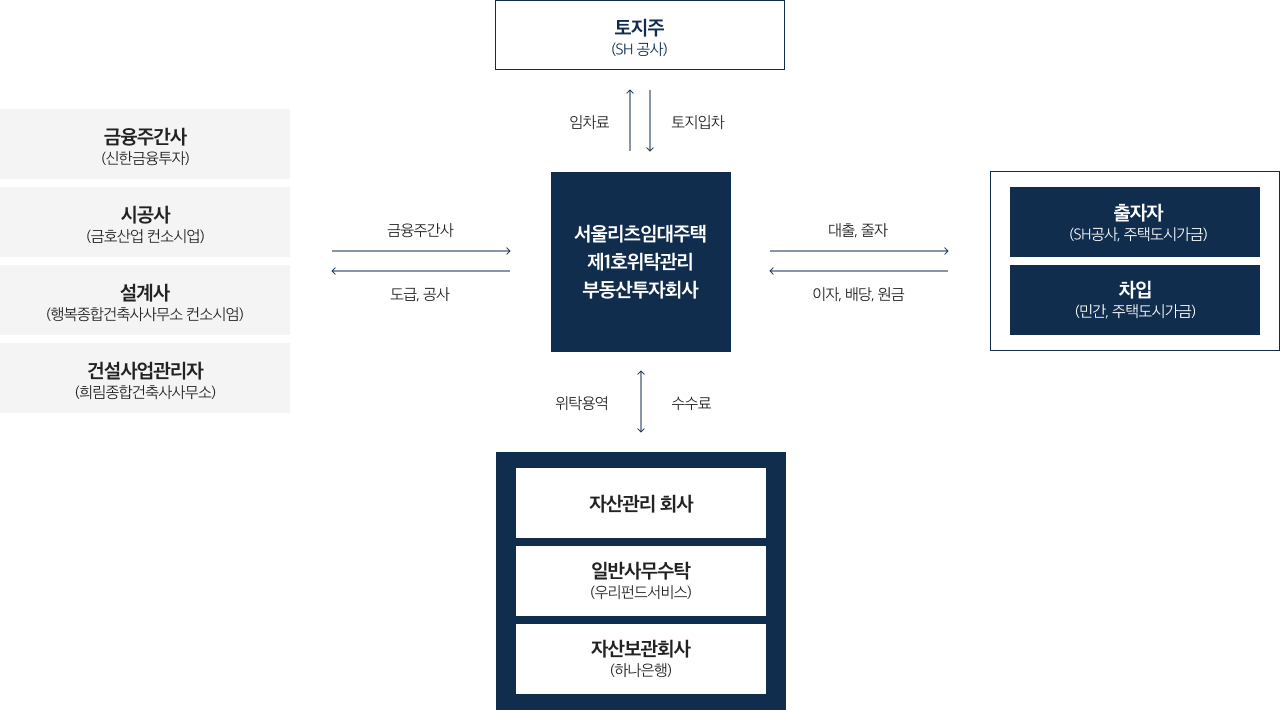 토지주
(SH 공사)
임차료
토지입차
금융주간사
(신한금융투자)
시공사
(금호산업 컨소시업)
설계사
(행복종합건축사사무소 컨소시엄)
건설사업관리자
(희림종합건축사사무소)
금융주간사
도급, 공사
서울리츠임대주택
제1호위탁관리
부동산투자회사
대출, 줄자
이자, 배당, 원금
출자자
(SH공사, 주택도시가금)
차입
(민간, 주택도시가금)
위탁용역
수수료
자산관리 회사
일반사무수탁
(우리펀드서비스)
자산보관회사
(하나은행)